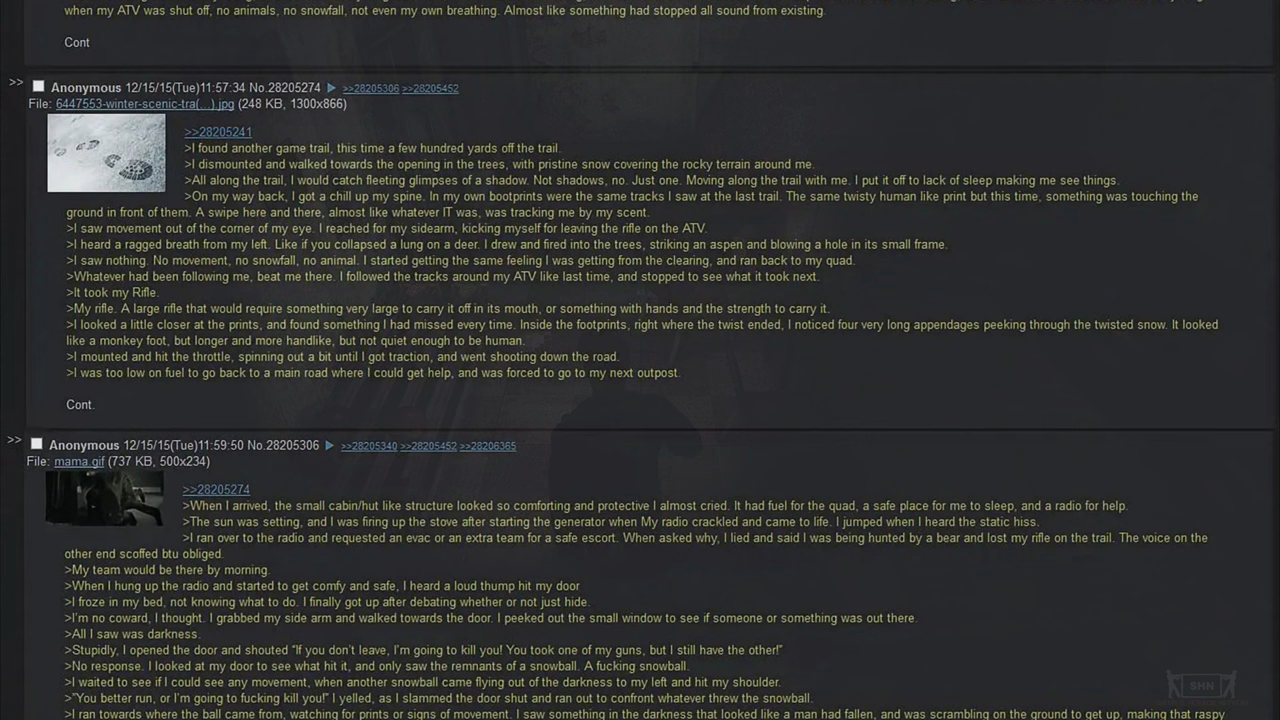 when my ATV was shut off, no animals, no snowfall, not even my own breathing. Almost like something had stopped all sound from existing.
Cont
>> Anonymous 12/15/15(Tue)11:57:34 No.28205274 ▶ >>28205306 >>28205452
File: 6447553-winter-scenic-tra(...).jpg (248 KB, 1300x866)
>>28205241
>I found another game trail, this time a few hundred yards off the trail.
>I dismounted and walked towards the opening in the trees, with pristine snow covering the rocky terrain around me.
>All along the trail, I would catch fleeting glimpses of a shadow. Not shadows, no. Just one. Moving along the trail with me. I put it off to lack of sleep making me see things.
>On my way back, I got a chill up my spine. In my own bootprints were the same tracks I saw at the last trail. The same twisty human like print but this time, something was touching the
ground in front of them. A swipe here and there, almost like whatever IT was, was tracking me by my scent.
>I saw movement out of the corner of my eye. I reached for my sidearm, kicking myself for leaving the rifle on the ATV.
>I heard a ragged breath from my left. Like if you collapsed a lung on a deer. I drew and fired into the trees, striking an aspen and blowing a hole in its small frame.
>I saw nothing. No movement, no snowfall, no animal. I started getting the same feeling I was getting from the clearing, and ran back to my quad.
>Whatever had been following me, beat me there. I followed the tracks around my ATV like last time, and stopped to see what it took next.
>It took my Rifle.
>My rifle. A large rifle that would require something very large to carry it off in its mouth, or something with hands and the strength to carry it.
>I looked a little closer at the prints, and found something I had missed every time. Inside the footprints, right where the twist ended, I noticed four very long appendages peeking through the twisted snow. It looked
like a monkey foot, but longer and more handlike, but not quiet enough to be human.
>I mounted and hit the throttle, spinning out a bit until I got traction, and went shooting down the road.
>I was too low on fuel to go back to a main road where I could get help, and was forced to go to my next outpost.
Cont.
>> Anonymous 12/15/15(Tue)11:59:50 No.28205306 ▶ >>28205340 >>28205452 >>28206365
File: mama.gif (737 KB, 500x234)
>>28205274
>When I arrived, the small cabin/hut like structure looked so comforting and protective I almost cried. It had fuel for the quad, a safe place for me to sleep, and a radio for help.
>The sun was setting, and I was firing up the stove after starting the generator when My radio crackled and came to life. I jumped when I heard the static hiss.
>I ran over to the radio and requested an evac or an extra team for a safe escort. When asked why, I lied and said I was being hunted by a bear and lost my rifle on the trail. The voice on the
other end scoffed btu obliged.
>My team would be there by morning.
>When I hung up the radio and started to get comfy and safe, I heard a loud thump hit my door
>I froze in my bed, not knowing what to do. I finally got up after debating whether or not just hide.
>I'm no coward, I thought. I grabbed my side arm and walked towards the door. I peeked out the small window to see if someone or something was out there.
>All I saw was darkness.
>Stupidly, I opened the door and shouted "If you don't leave, I'm going to kill you! You took one of my guns, but I still have the other!"
>No response. I looked at my door to see what hit it, and only saw the remnants of a snowball. A fucking snowball.
>I waited to see if I could see any movement, when another snowball came flying out of the darkness to my left and hit my shoulder.
>"You better run, or I'm going to fucking kill you!" I yelled, as I slammed the door shut and ran out to confront whatever threw the snowball.
>I ran towards where the ball came from, watching for prints or signs of movement. I saw something in the darkness that looked like a man had fallen, and was scrambling on the ground to get up, making that raspy
SHN